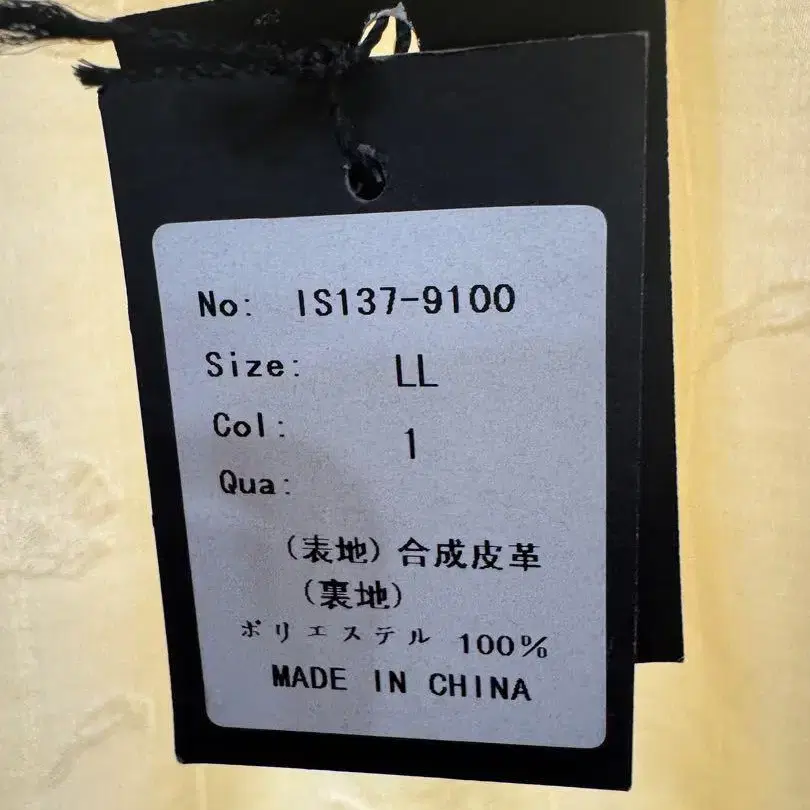 No: IS137-9100
Size: LL
Col: 1
Qua:
(表地) 合成皮革
(裏地)
ポリエステル 100%
MADE IN CHINA